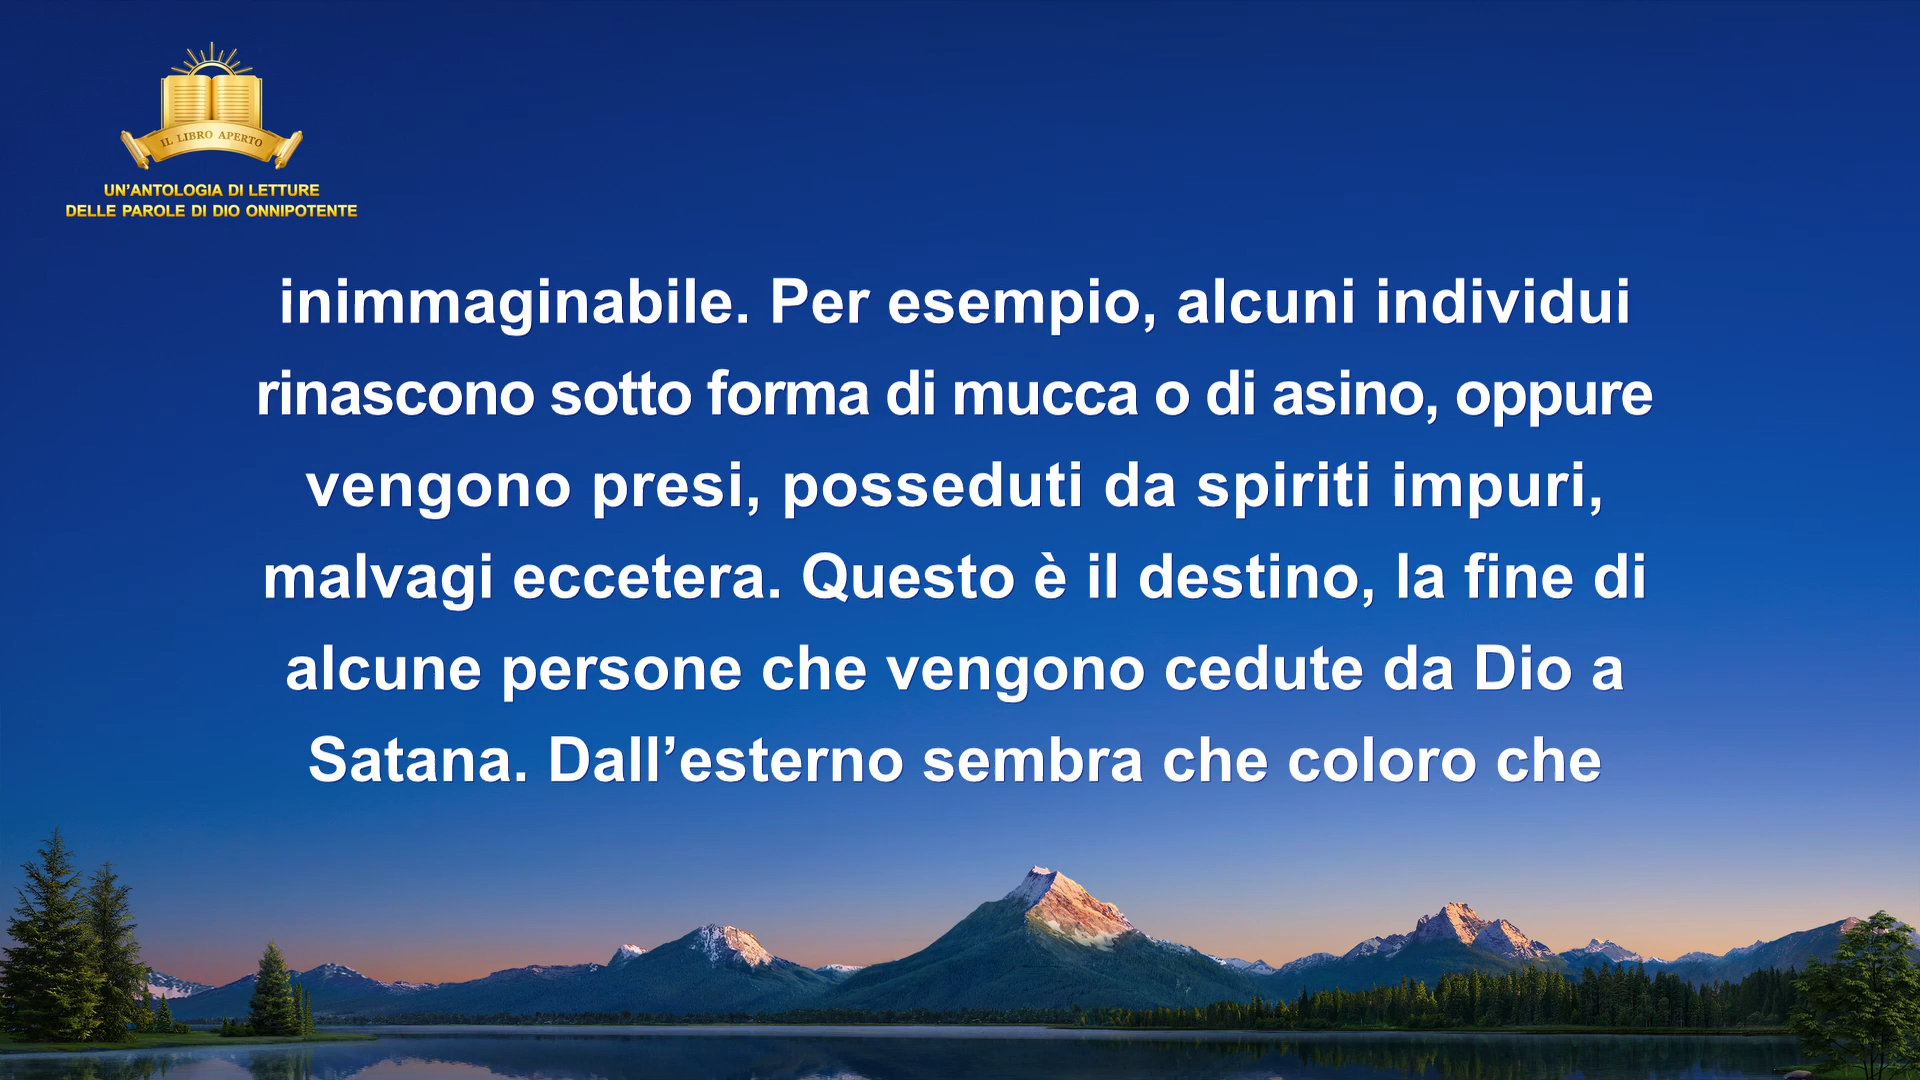 IL LIBRO APERTO
UN’ANTOLOGIA DI LETTURE
DELLE PAROLE DI DIO ONNIPOTENTE
inimmaginabile. Per esempio, alcuni individui
rinascono sotto forma di mucca o di asino, oppure
vengono presi, posseduti da spiriti impuri,
malvagi eccetera. Questo è il destino, la fine di
alcune persone che vengono cedute da Dio a
Satana. Dall’esterno sembra che coloro che